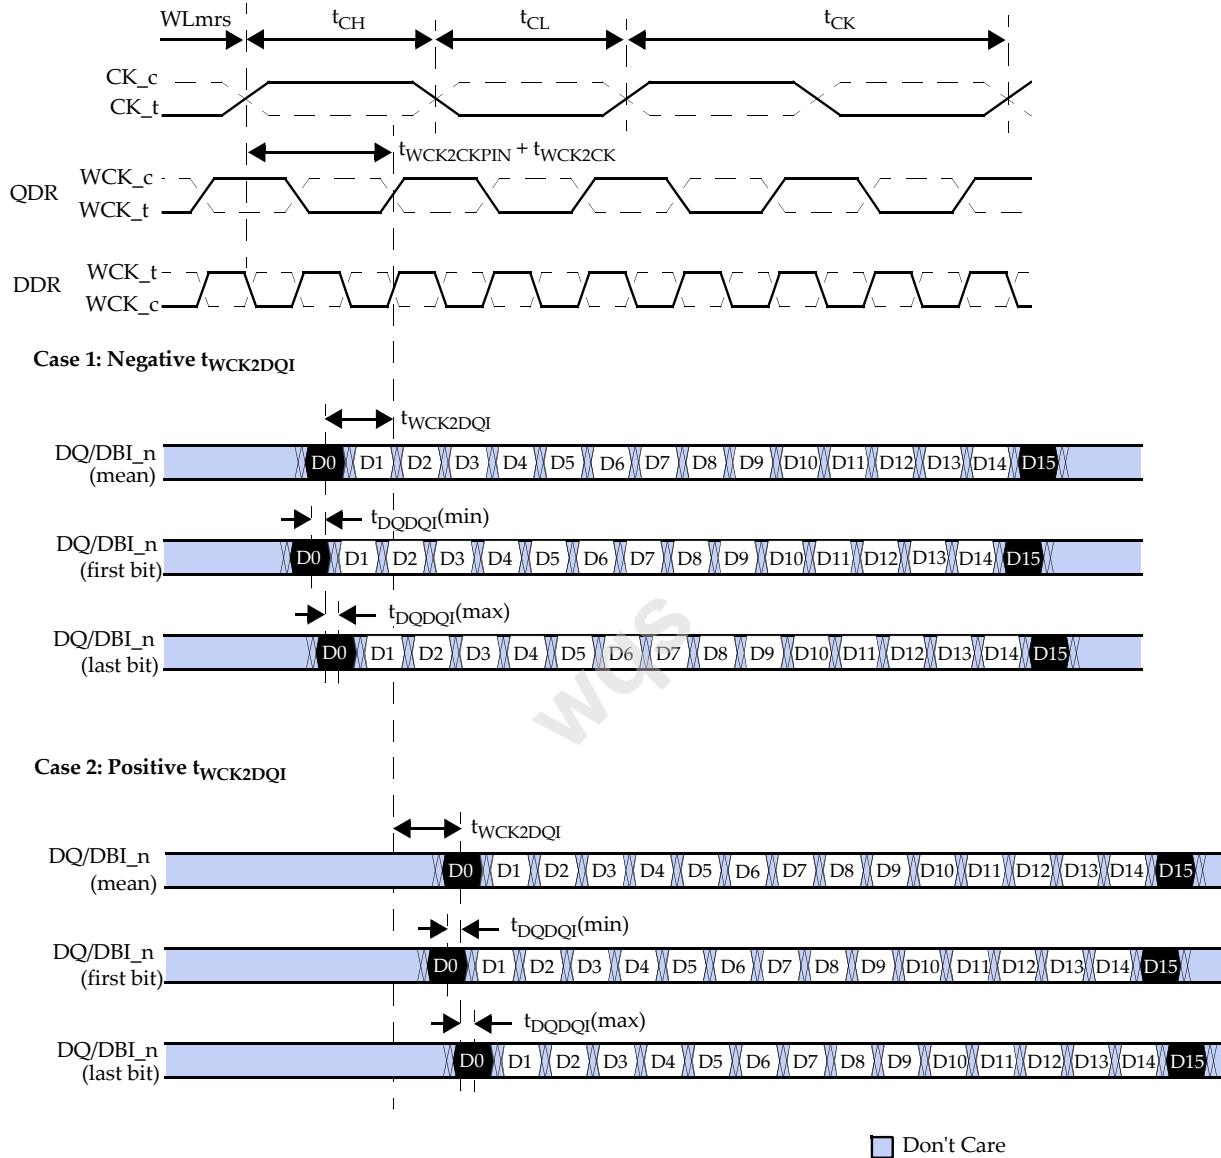 WLmrs tCH tCL tCK
CK_c
CK_t
tWCK2CKPIN + tWCK2CK
QDR WCK_c
WCK_t
DDR WCK_t
WCK_c
Case 1: Negative tWCK2DQI
tWCK2DQI
DQ/DBI_n
(mean)
D0 D1 D2 D3 D4 D5 D6 D7 D8 D9 D10 D11 D12 D13 D14 D15
tDQDQI(min)
DQ/DBI_n
(first bit)
D0 D1 D2 D3 D4 D5 D6 D7 D8 D9 D10 D11 D12 D13 D14 D15
tDQDQI(max)
DQ/DBI_n
(last bit)
D0 D1 D2 D3 D4 D5 D6 D7 D8 D9 D10 D11 D12 D13 D14 D15
wqs
Case 2: Positive tWCK2DQI
tWCK2DQI
DQ/DBI_n
(mean)
D0 D1 D2 D3 D4 D5 D6 D7 D8 D9 D10 D11 D12 D13 D14 D15
tDQDQI(min)
DQ/DBI_n
(first bit)
D0 D1 D2 D3 D4 D5 D6 D7 D8 D9 D10 D11 D12 D13 D14 D15
tDQDQI(max)
DQ/DBI_n
(last bit)
D0 D1 D2 D3 D4 D5 D6 D7 D8 D9 D10 D11 D12 D13 D14 D15
Don't Care